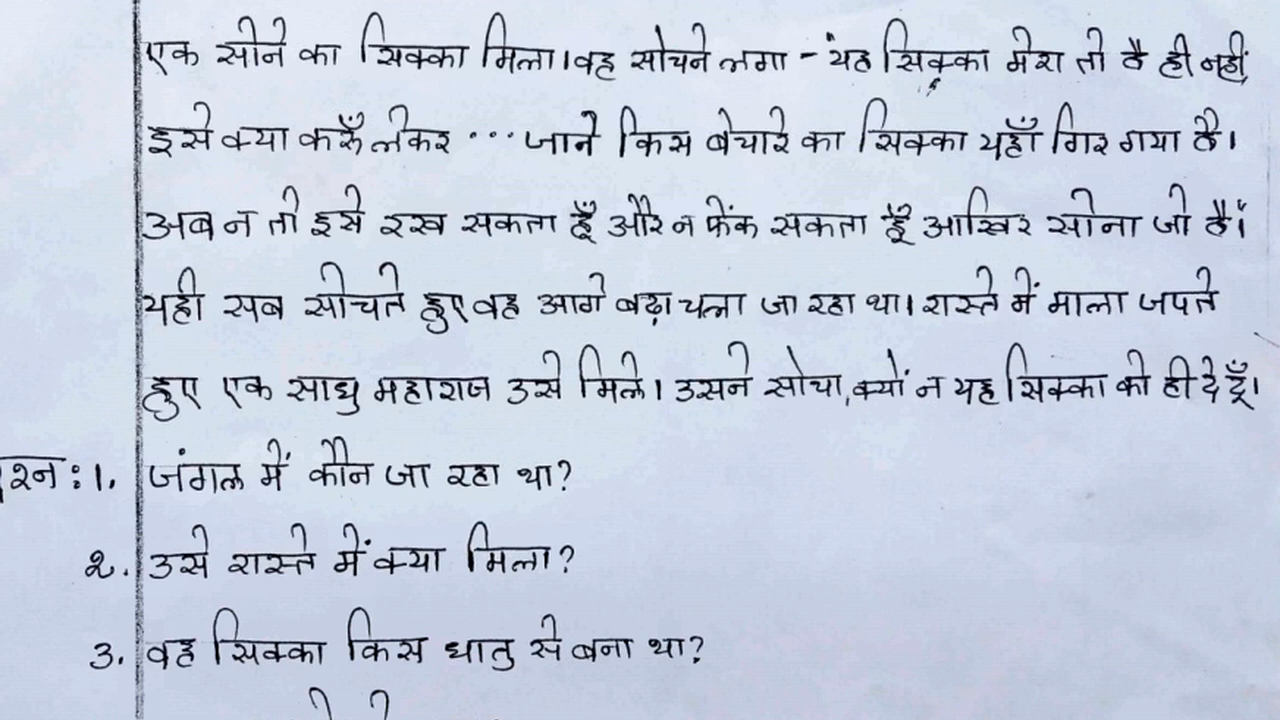 एक सोने का सिक्का मिला। वह सोचने लगा - यह सिक्का मेरा तो है ही नहीं
इसे क्या करूँ लेकर ... जाने किस बेचारे का सिक्का यहाँ गिर गया है।
अब न तो इसे रख सकता हूँ और न फेंक सकता हूँ आखिर सोना जो है।
यही सब सोचते हुए वह आगे बढ़ा चला जा रहा था। रास्ते में माला जपते
हुए एक साधु महाराज उसे मिले। उसने सोचा, क्यों न यह सिक्का को ही दे दूँ।
श्न: 1. जंगल में कौन जा रहा था?
2. उसे रास्ते में क्या मिला?
3. वह सिक्का किस धातु से बना था?